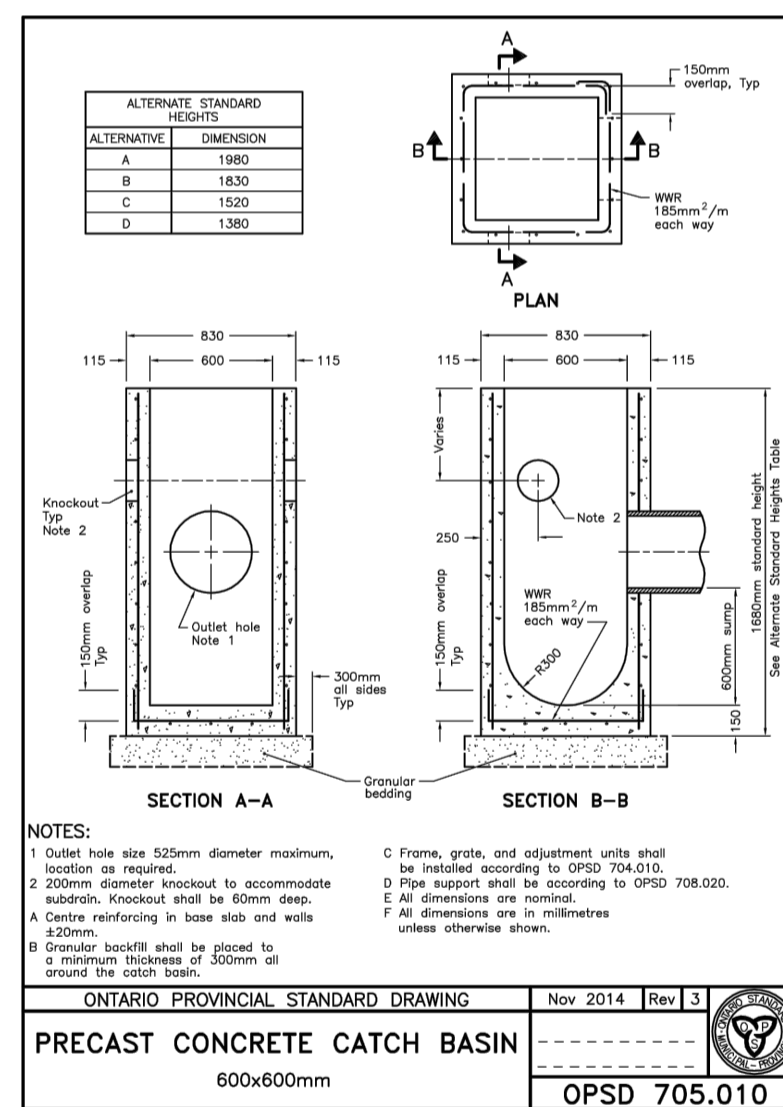 ALTERNATE STANDARD
HEIGHTS
ALTERNATIVE DIMENSION
A 1980
B 1830
C 1520
D 1380
A
150mm
overlap, Typ
B
B
WWR
185mm²/m
each way
A
PLAN
830
115 600 115
Knockout
Typ
Note 2
Outlet hole
Note 1
150mm overlap
Typ
300mm
all sides
Typ
SECTION A–A
830
115 600 115
Varies
Note 2
250
WWR
185mm²/m
each way
R300
150mm overlap
Typ
600mm sump
150
1680mm standard height
See Alternate Standard Heights Table
Granular
bedding
SECTION B–B
NOTES:
1 Outlet hole size 525mm diameter maximum,
location as required.
2 200mm diameter knockout to accommodate
subdrain. Knockout shall be 60mm deep.
A Centre reinforcing in base slab and walls
±20mm.
B Granular backfill shall be placed to
a minimum thickness of 300mm all
around the catch basin.
C Frame, grate, and adjustment units shall
be installed according to OPSD 704.010.
D Pipe support shall be according to OPSD 708.020.
E All dimensions are nominal.
F All dimensions are in millimetres
unless otherwise shown.
ONTARIO PROVINCIAL STANDARD DRAWING
Nov 2014 Rev 3
PRECAST CONCRETE CATCH BASIN
600x600mm
OPSD 705.010
O P
S